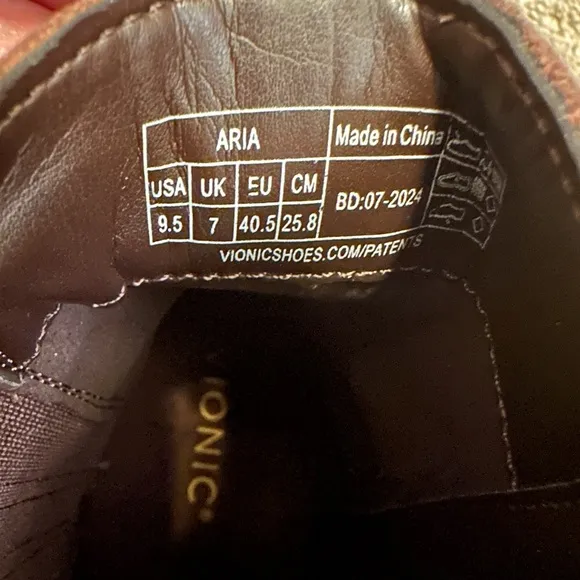 ARIA
Made in China
USA UK EU CM
9.5 7 40.5 25.8
BD:07-2024
VIONICSHOES.COM/PATENTS
IONIC